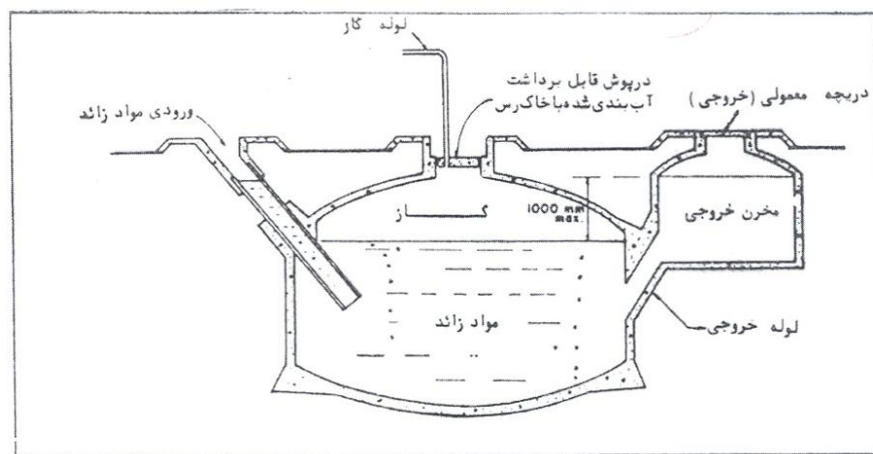 لوله گاز
درپوش قابل برداشت
آب‌بندی شده با خاک رس
دریچه معمولی (خروجی)
ورودی مواد زائد
گاز
1000 mm
max.
مخزن خروجی
مواد زائد
لوله خروجی